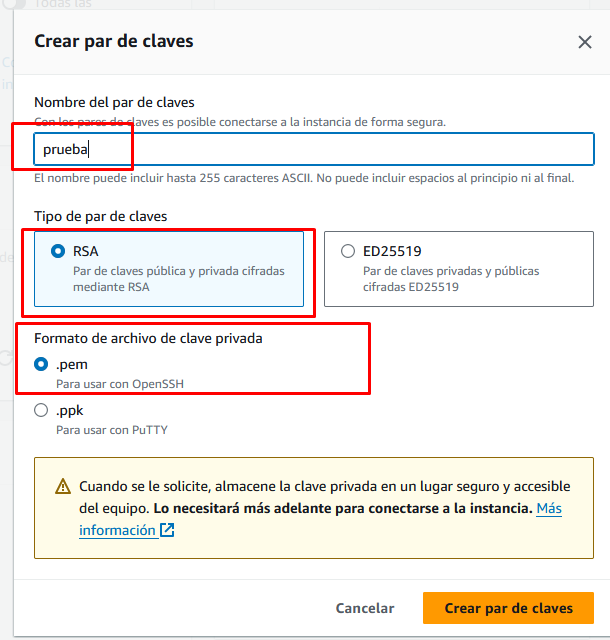 Todas las
Crear par de claves
Nombre del par de claves
Con los pares de claves es posible conectarse a la instancia de forma segura.
prueba
El nombre puede incluir hasta 255 caracteres ASCII. No puede incluir espacios al principio ni al final.
Tipo de par de claves
RSA
Par de claves pública y privada cifradas
mediante RSA
ED25519
Par de claves privadas y públicas
cifradas ED25519
Formato de archivo de clave privada
.pem
Para usar con OpenSSH
.ppk
Para usar con PuTTY
Cuando se le solicite, almacene la clave privada en un lugar seguro y accesible
del equipo. Lo necesitará más adelante para conectarse a la instancia. Más
información
Cancelar
Crear par de claves